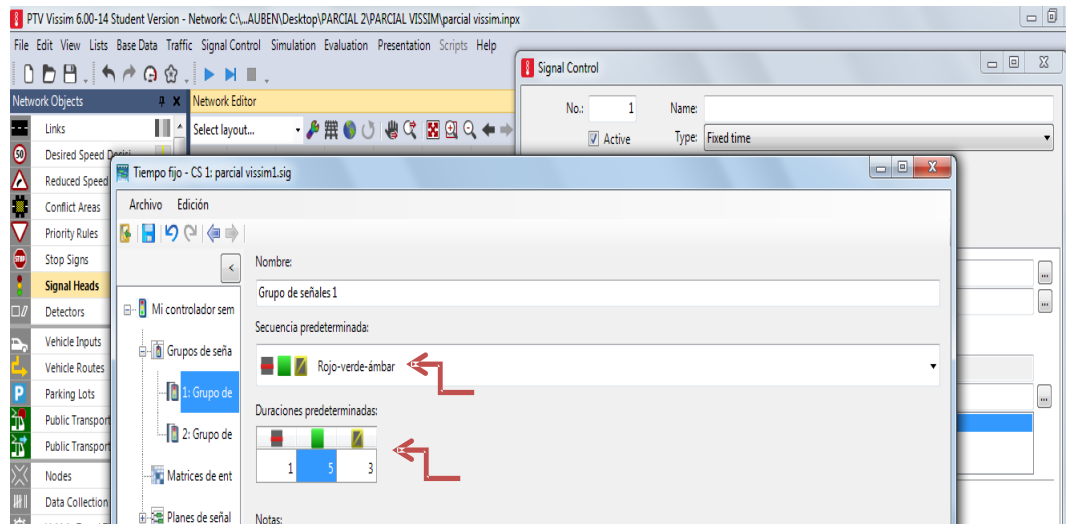 PTV Vissim 6.00-14 Student Version - Network: C:\...AUBEN\Desktop\PARCIAL 2\PARCIAL VISSIM\parcial vissim.inpx
File Edit View Lists Base Data Traffic Signal Control Simulation Evaluation Presentation Scripts Help
Network Objects
Network Editor
Select layout...
Links
Desired Speed
Reduced Speed
Conflict Areas
Priority Rules
STOP
Stop Signs
Signal Heads
Detectors
Vehicle Inputs
Vehicle Routes
P
Parking Lots
Public Transport
Public Transport
Nodes
Data Collection
Signal Control
No.: 1 Name:
Active Type: Fixed time
Tiempo fijo - CS 1: parcial vissim1.sig
Archivo Edición
<
Mi controlador sem
Grupos de seña
1: Grupo de
2: Grupo de
Matrices de ent
Planes de señal
Nombre:
Grupo de señales 1
Secuencia predeterminada:
Rojo-verde-ámbar
Duraciones predeterminadas:
1 5 3
Notas:
...
...
...